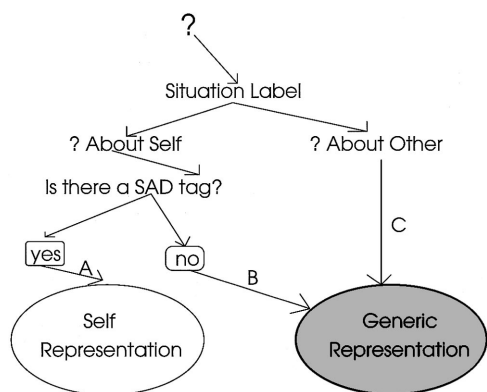 ?
Situation Label
? About Self
? About Other
Is there a SAD tag?
yes
A
no
B
C
Self
Representation
Generic
Representation